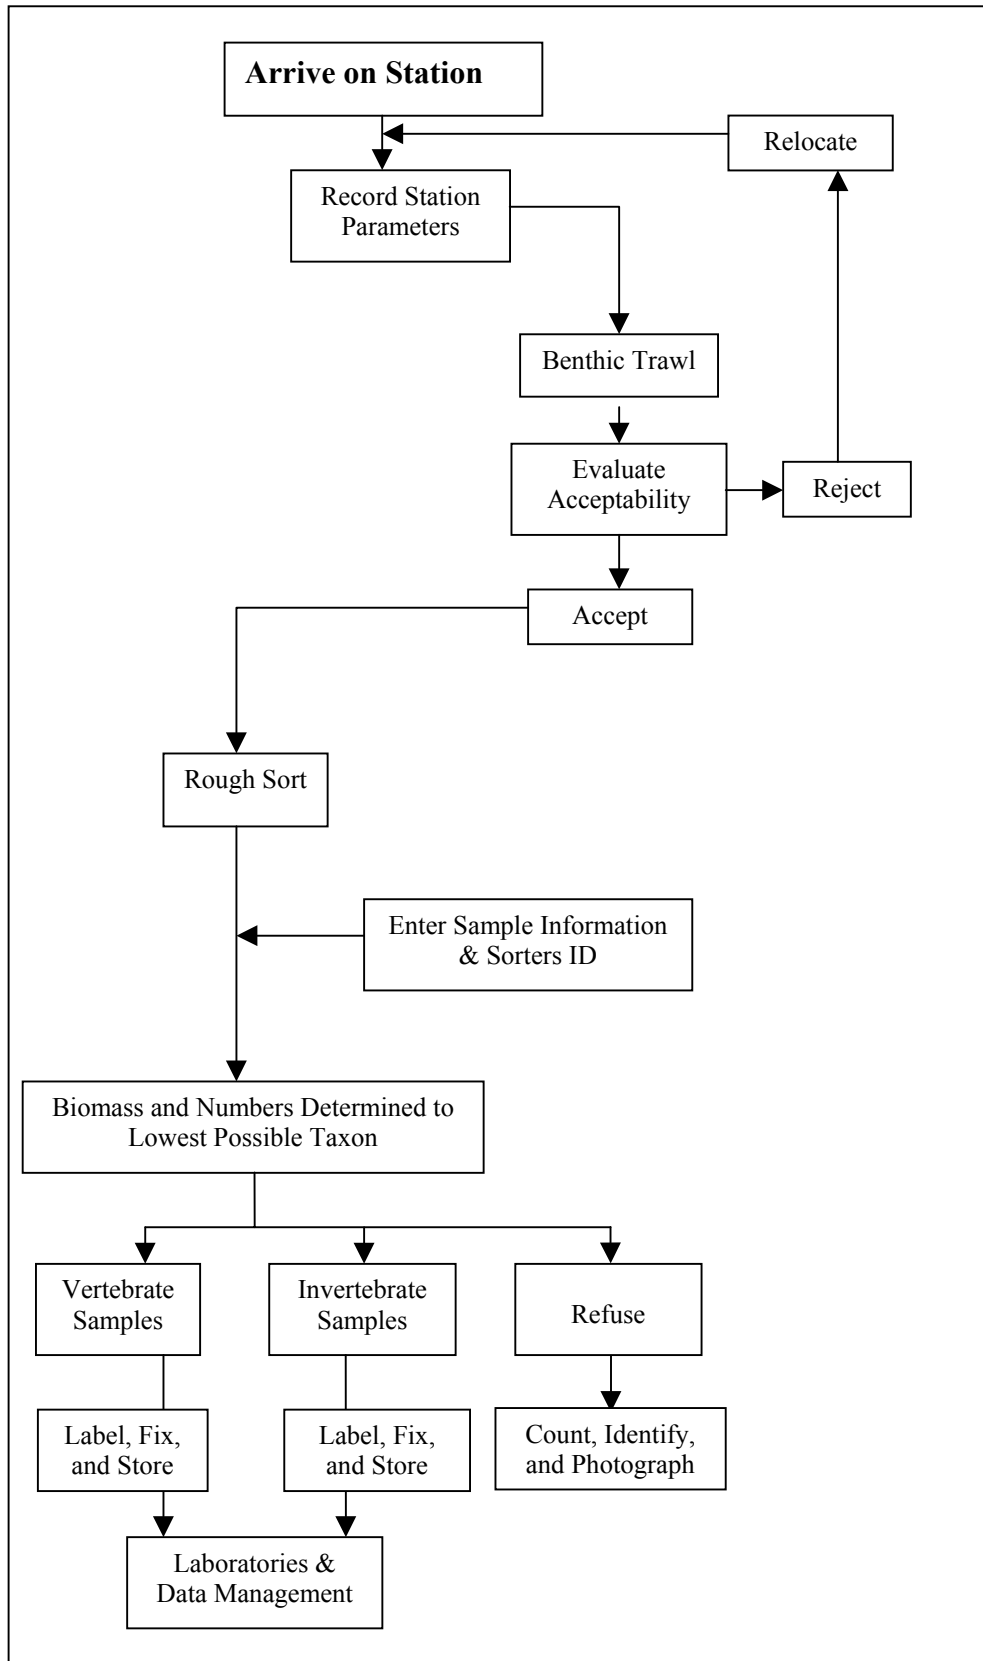 Arrive on Station
Relocate
Record Station
Parameters
Benthic Trawl
Evaluate
Acceptability
Reject
Accept
Rough Sort
Enter Sample Information
& Sorters ID
Biomass and Numbers Determined to
Lowest Possible Taxon
Vertebrate
Samples
Invertebrate
Samples
Refuse
Label, Fix,
and Store
Label, Fix,
and Store
Count, Identify,
and Photograph
Laboratories &
Data Management